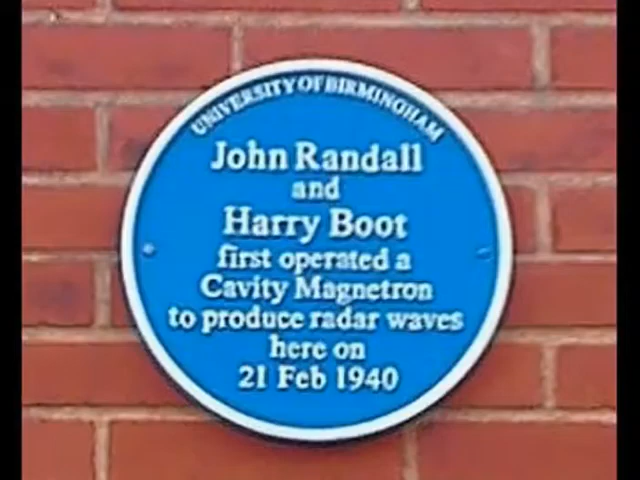 UNIVERSITY OF BIRMINGHAM
John Randall
and
Harry Boot
first operated a
Cavity Magnetron
to produce radar waves
here on
21 Feb 1940